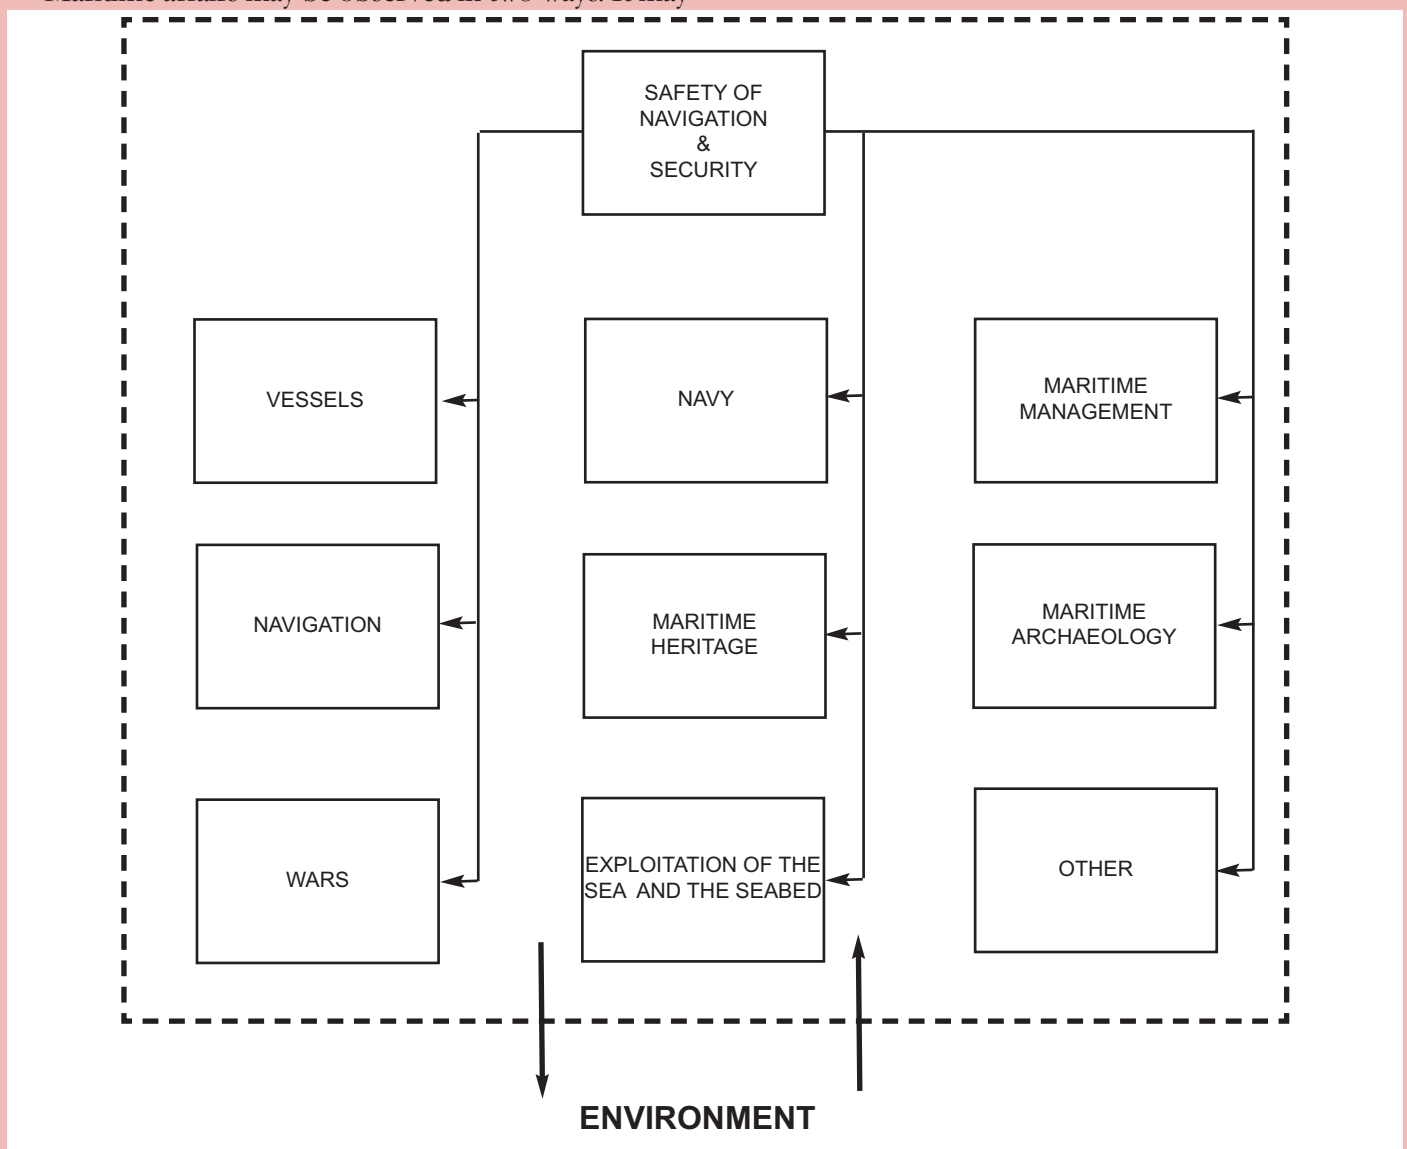 SAFETY OF
NAVIGATION
&
SECURITY
VESSELS
NAVY
MARITIME
MANAGEMENT
NAVIGATION
MARITIME
HERITAGE
MARITIME
ARCHAEOLOGY
WARS
EXPLOITATION OF THE
SEA AND THE SEABED
OTHER
ENVIRONMENT